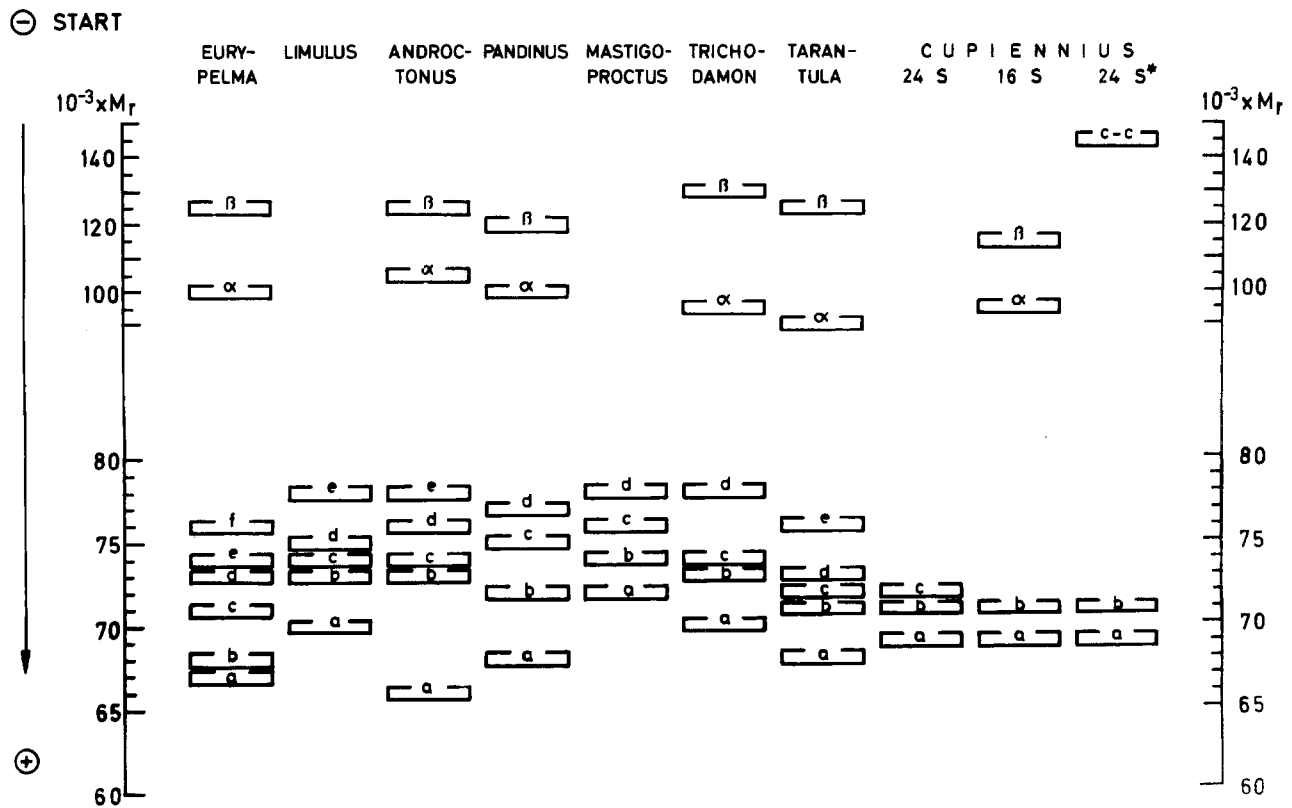 ⊖ START
EURY- LIMULUS ANDROC- PANDINUS MASTIGO- TRICHO- TARAN- C U P I E N N I U S
PELMA TONUS PROCTUS DAMON TULA 24 S 16 S 24 S*
10⁻³×Mᵣ 10⁻³×Mᵣ
c-c
140 140
β β β β β β
120 120
α α α α α α
100 100
80 80
e e d d d
f d d c e
e d c c b c d
d c b b b c c
c b b a b b b b
a a a a a a
b a a
a a
75 75
70 70
65 65
⊕
60 60